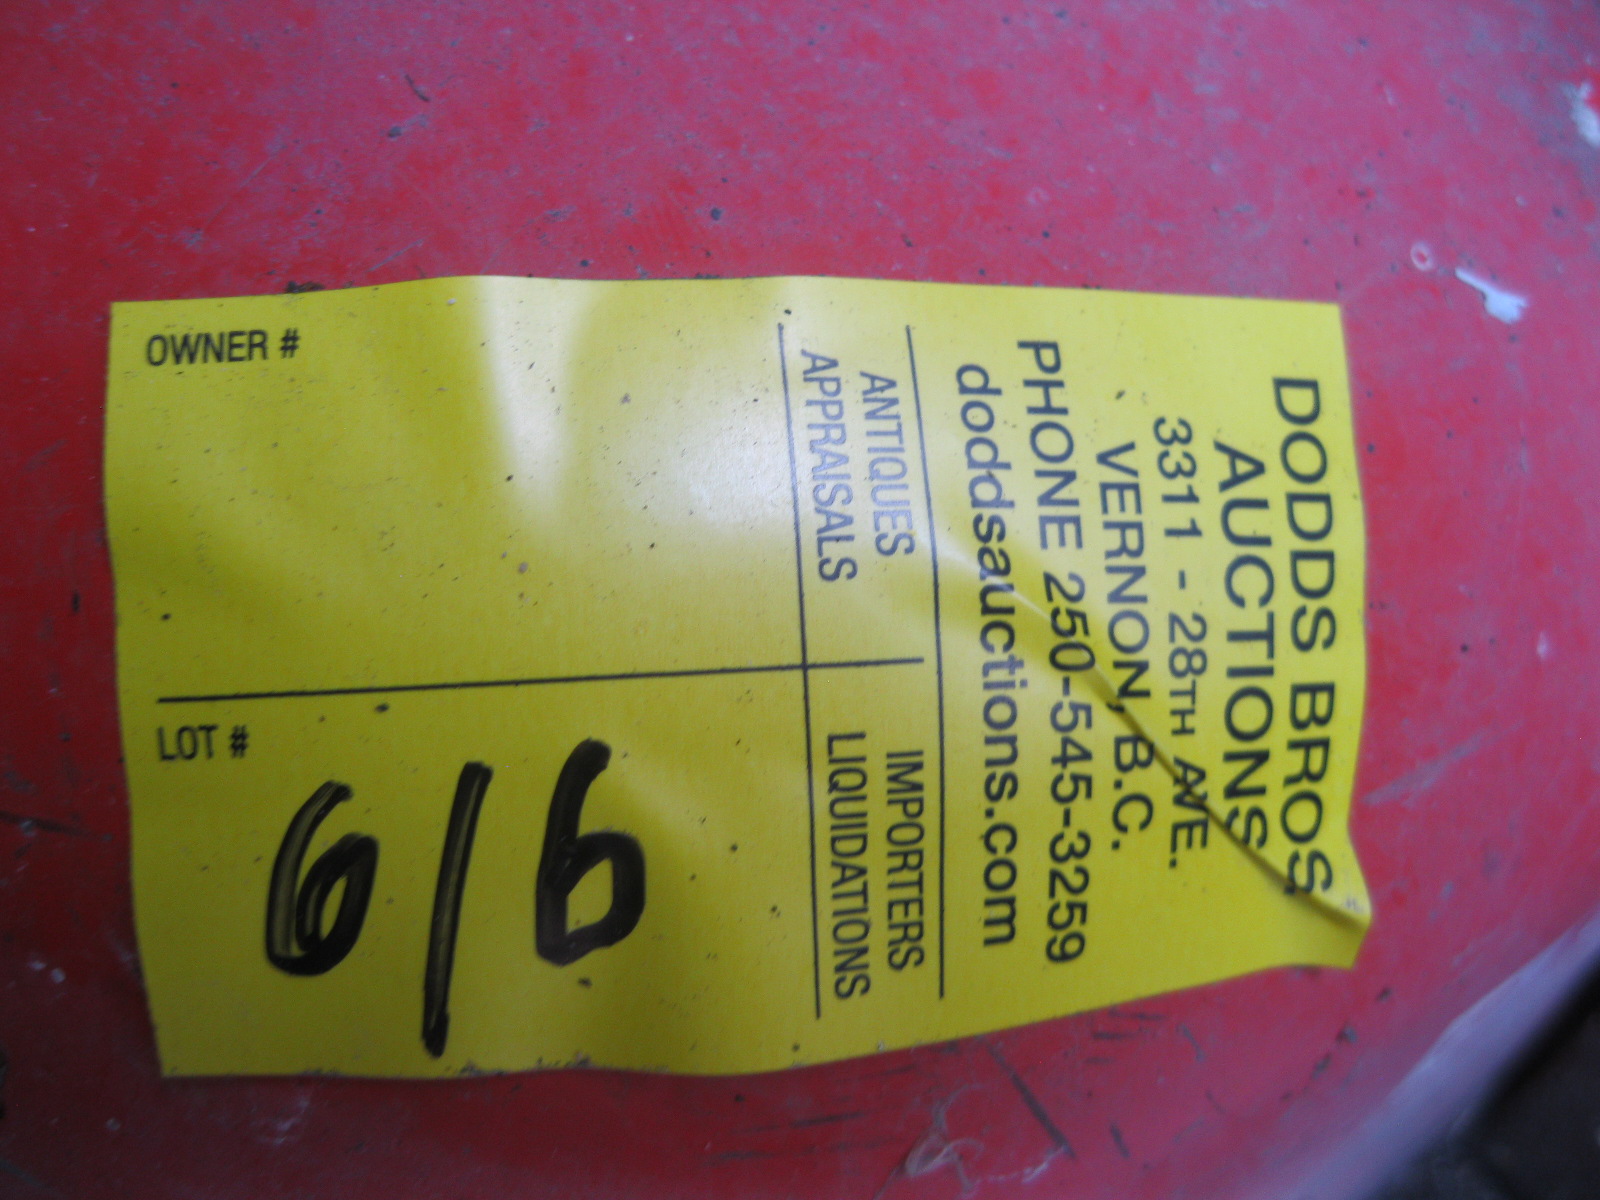 DODDS BROS
AUCTIONS
3311 - 28TH AVE.
VERNON, B.C.
PHONE 250-545-3259
doddsauctions.com
ANTIQUES
APPRAISALS
IMPORTERS
LIQUIDATIONS
OWNER #
LOT #
616